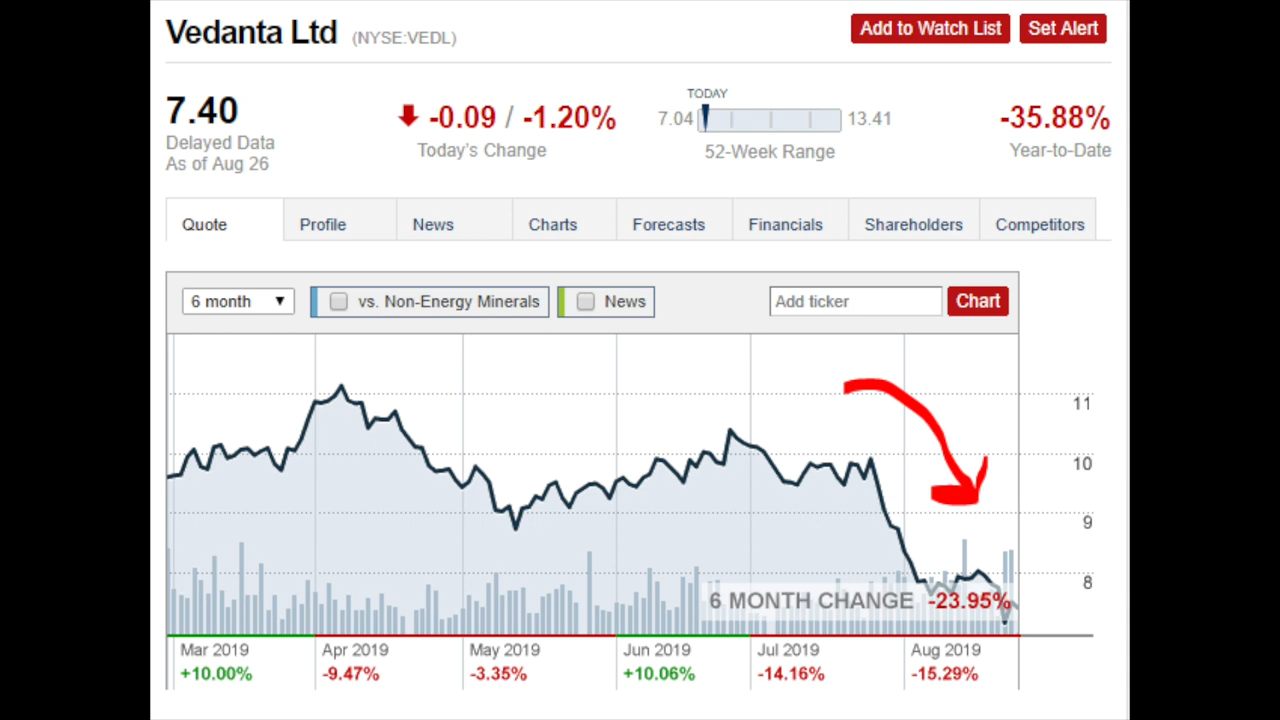 Vedanta Ltd (NYSE:VEDL)
Add to Watch List Set Alert
TODAY
7.40 -0.09 / -1.20% 7.04 13.41 -35.88%
Delayed Data Today's Change 52-Week Range Year-to-Date
As of Aug 26
Quote Profile News Charts Forecasts Financials Shareholders Competitors
6 month vs. Non-Energy Minerals News Add ticker Chart
11
10
9
8
6 MONTH CHANGE -23.95%
Mar 2019 Apr 2019 May 2019 Jun 2019 Jul 2019 Aug 2019
+10.00% -9.47% -3.35% +10.06% -14.16% -15.29%